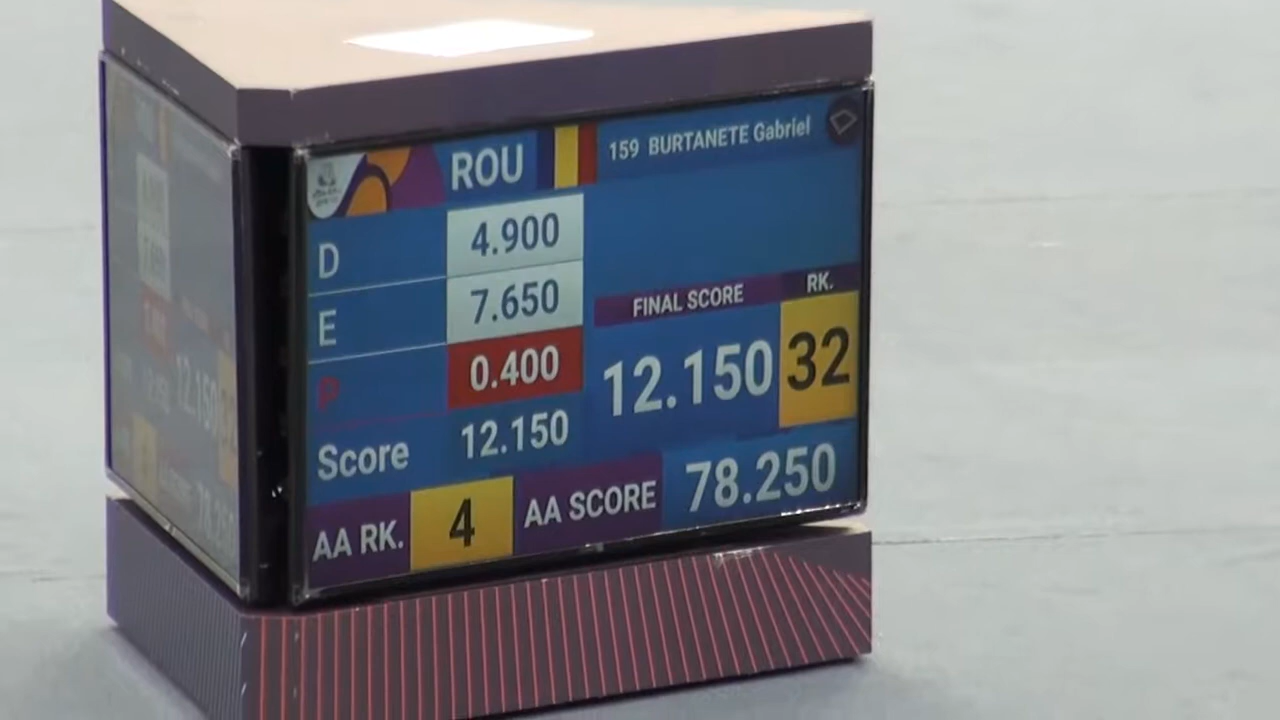 ROU 159 BURTANETE Gabriel
D 4.900
E 7.650
P 0.400
Score 12.150
FINAL SCORE RK.
12.150 32
AA RK. 4 AA SCORE 78.250